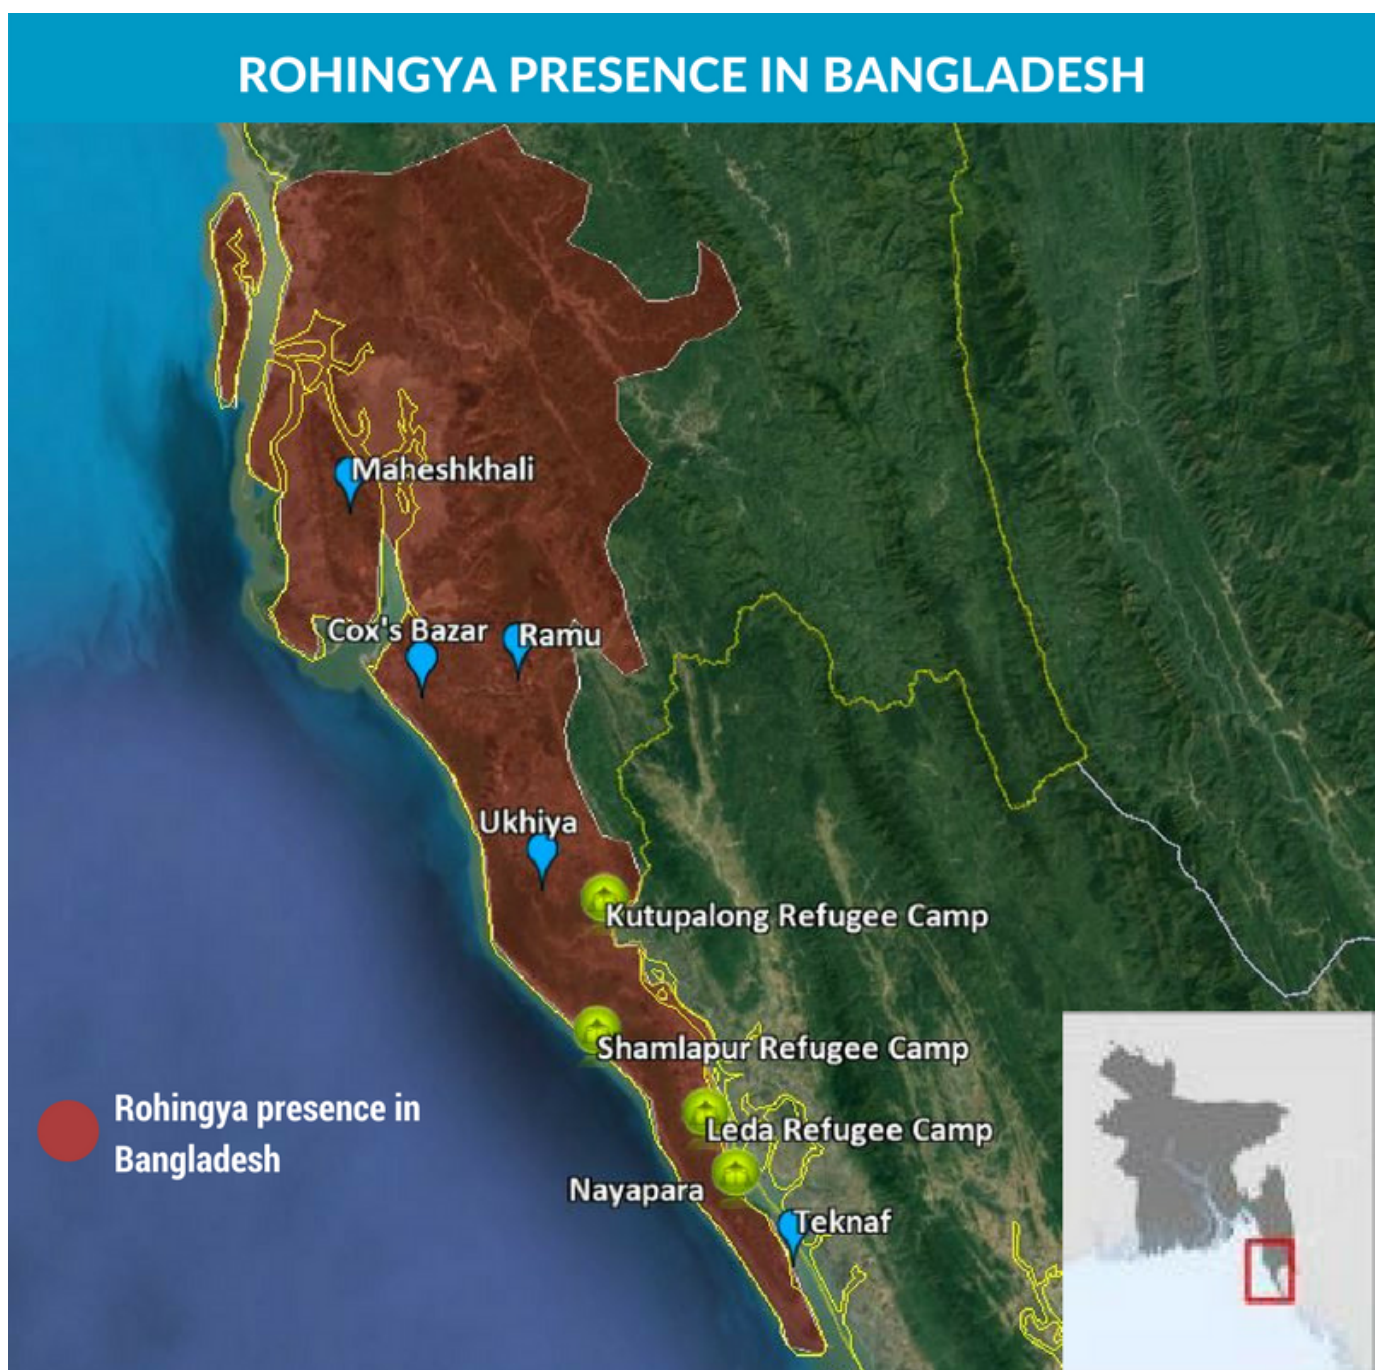 ROHINGYA PRESENCE IN BANGLADESH
Maheshkhali
Cox's Bazar
Ramu
Ukhiya
Kutupalong Refugee Camp
Shamlapur Refugee Camp
Leda Refugee Camp
Nayapara
Teknaf
Rohingya presence in
Bangladesh